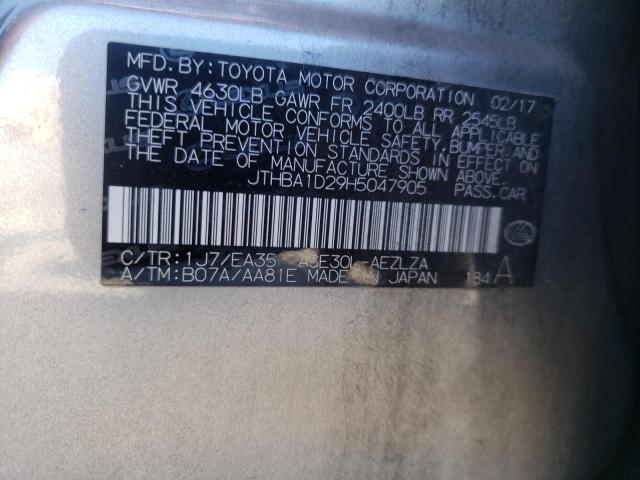 MFD. BY: TOYOTA MOTOR CORPORATION 02/17
GVWR 4630LB GAWR FR 2400LB RR 2545LB
THIS VEHICLE CONFORMS TO ALL APPLICABLE
FEDERAL MOTOR VEHICLE SAFETY, BUMPER, AND
THEFT PREVENTION STANDARDS IN EFFECT ON
THE DATE OF MANUFACTURE SHOWN ABOVE.
JTHBA1D29H5047905 PASS. CAR
C/TR: 1J7/EA35 ASE30L-AEZLZA
A/TM: B07A/AA81E MADE IN JAPAN 184 A